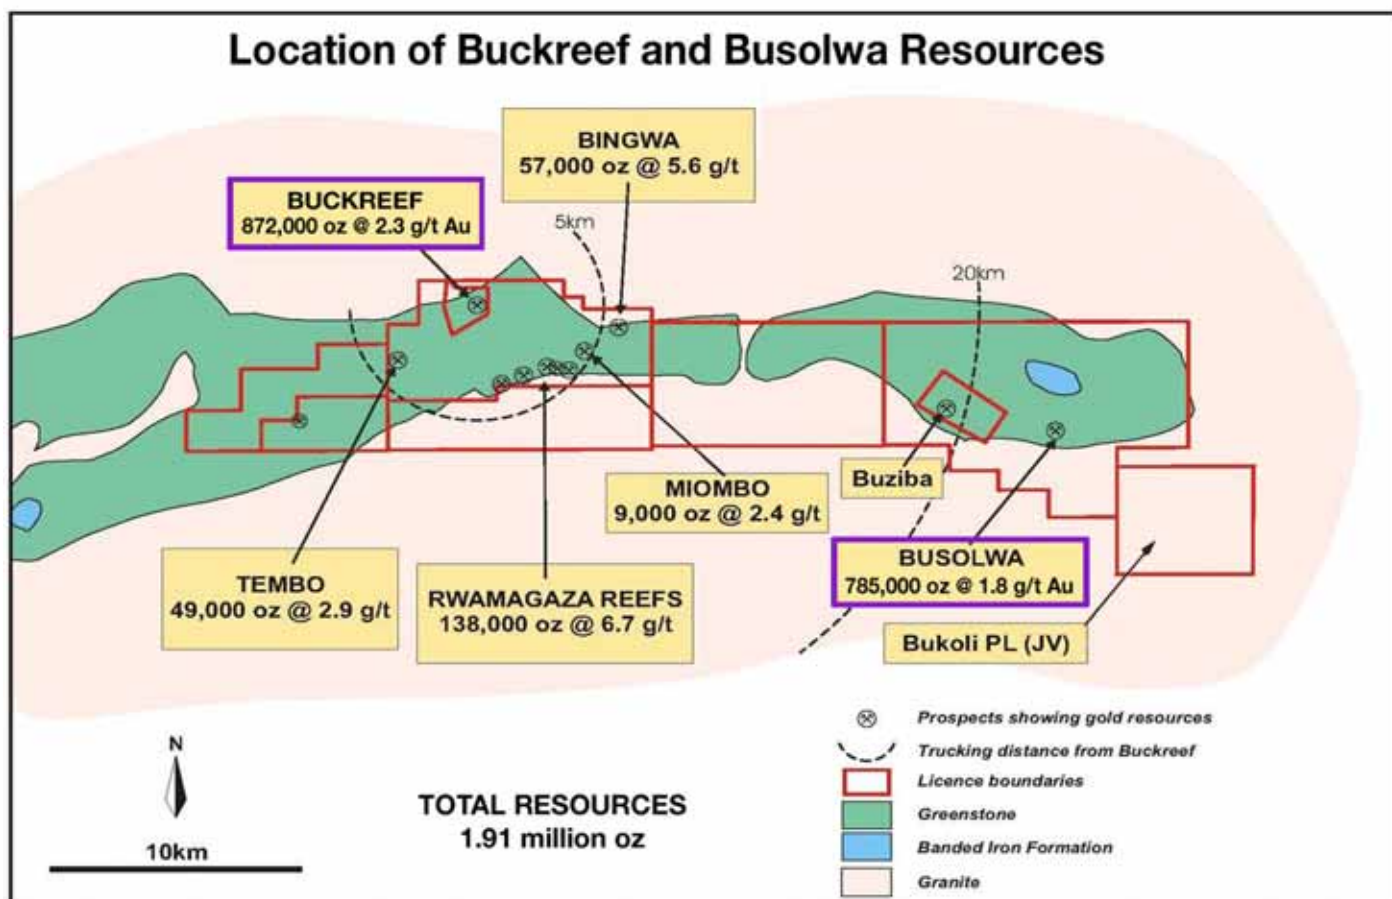 Location of Buckreef and Busolwa Resources
BINGWA
57,000 oz @ 5.6 g/t
BUCKREEF
872,000 oz @ 2.3 g/t Au
5km
20km
Buziba
MIOMBO
9,000 oz @ 2.4 g/t
BUSOLWA
785,000 oz @ 1.8 g/t Au
TEMBO
49,000 oz @ 2.9 g/t
RWAMAGAZA REEFS
138,000 oz @ 6.7 g/t
Bukoli PL (JV)
Prospects showing gold resources
Trucking distance from Buckreef
Licence boundaries
Greenstone
Banded Iron Formation
Granite
N
10km
TOTAL RESOURCES
1.91 million oz